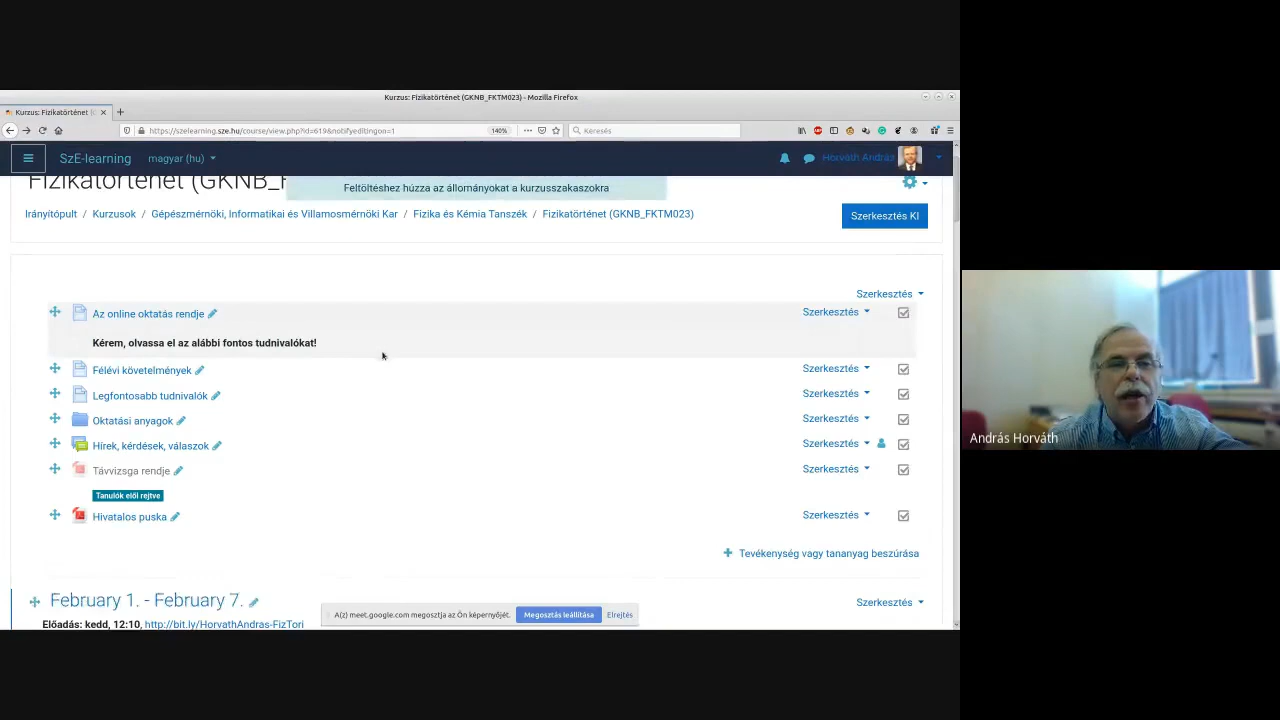 Kurzus: Fizikatörténet (GKNB_FKTM023) - Mozilla Firefox
Kurzus: Fizikatörténet (
https://szelearning.sze.hu/course/view.php?id=619&notifyeditingon=1
140%
Keresés
SzE-learning
magyar (hu)
Horváth András
Fizikatörténet (GKNB_F
Feltöltéshez húzza az állományokat a kurzusszakaszokra
Irányítópult / Kurzusok / Gépészmérnöki, Informatikai és Villamosmérnöki Kar / Fizika és Kémia Tanszék / Fizikatörténet (GKNB_FKTM023)
Szerkesztés KI
Szerkesztés
Az online oktatás rendje
Szerkesztés
Kérem, olvassa el az alábbi fontos tudnivalókat!
Félévi követelmények
Szerkesztés
Legfontosabb tudnivalók
Szerkesztés
Oktatási anyagok
Szerkesztés
Hírek, kérdések, válaszok
Szerkesztés
Távvizsga rendje
Szerkesztés
Tanulók elől rejtve
Hivatalos puska
Szerkesztés
Tevékenység vagy tananyag beszúrása
February 1. - February 7.
Szerkesztés
Előadás: kedd, 12:10, http://bit.ly/HorvathAndras-FizTori
A(z) meet.google.com megosztja az Ön képernyőjét.
Megosztás leállítása
Elrejtés
András Horváth